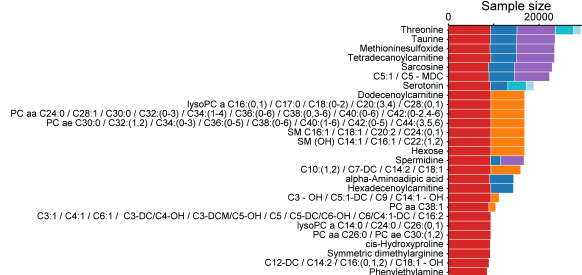 Sample size
0 20000
Threonine
Taurine
Methioninesulfoxide
Tetradecanoylcarnitine
Sarcosine
C5:1 / C5 - MDC
Serotonin
Dodecenoylcarnitine
lysoPC a C16:(0,1) / C17:0 / C18:(0-2) / C20:(3,4) / C28:(0,1)
PC aa C24:0 / C28:1 / C30:0 / C32:(0-3) / C34:(1-4) / C36:(0-6) / C38:(0,3-6) / C40:(0-6) / C42:(0-2,4-6)
PC ae C30:0 / C32:(1,2) / C34:(0-3) / C36:(0-5) / C38:(0-6) / C40:(1-6) / C42:(0-5) / C44:(3,5,6)
SM C16:1 / C18:1 / C20:2 / C24:(0,1)
SM (OH) C14:1 / C16:1 / C22:(1,2)
Hexose
Spermidine
C10:(1,2) / C7-DC / C14:2 / C18:1
alpha-Aminoadipic acid
Hexadecenoylcarnitine
C3 - OH / C5:1-DC / C9 / C14:1 - OH
PC aa C38:1
C3:1 / C4:1 / C6:1 / C3-DC/C4-OH / C3-DCM/C5-OH / C5 / C5-DC/C6-OH / C6/C4:1-DC / C16:2
lysoPC a C14:0 / C24:0 / C26:(0,1)
PC aa C26:0 / PC ae C30:(1,2)
cis-Hydroxyproline
Symmetric dimethylarginine
C12-DC / C14:2 / C16:(0,1,2) / C18:1 - OH
Phenylethylamine